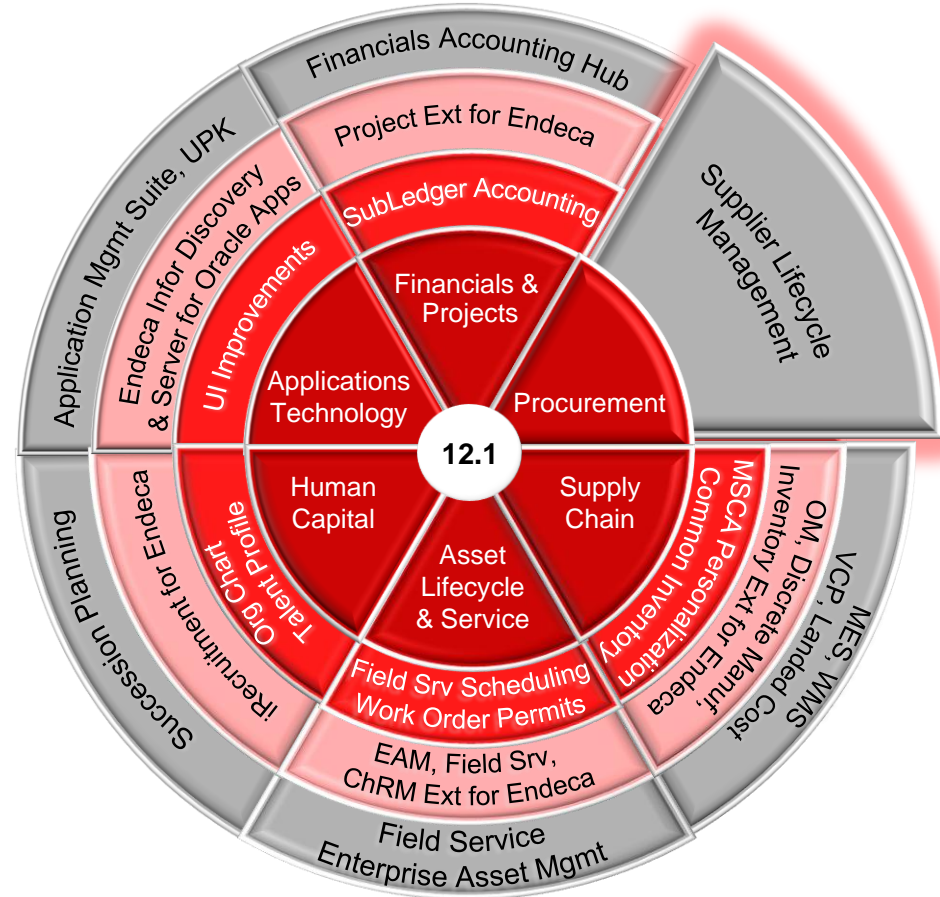 Financials Accounting Hub
Project Ext for Endeca
SubLedger Accounting
Financials &
Projects
Supplier Lifecycle
Management
Procurement
Application Mgmt Suite, UPK
Endeca Infor Discovery
& Server for Oracle Apps
UI Improvements
Applications
Technology
12.1
Human
Capital
Org Chart
Talent Profile
iRecruitment for Endeca
Succession Planning
Asset
Lifecycle
& Service
Field Srv Scheduling
Work Order Permits
EAM, Field Srv,
ChRM Ext for Endeca
Field Service
Enterprise Asset Mgmt
Supply
Chain
MSCA Personalization
Common Inventory
OM, Discrete Manuf,
Inventory Ext for Endeca
MES, WMS
VCP, Landed Cost